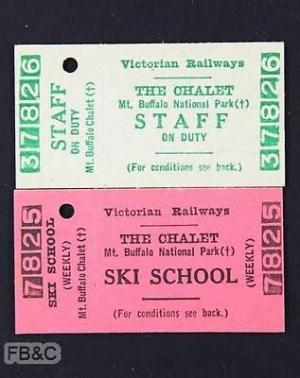 37826
STAFF
ON DUTY
Mt. Buffalo Chalet (†)
Victorian Railways
THE CHALET
Mt. Buffalo National Park(†)
STAFF
ON DUTY
(For conditions see back.)
37826
7825
SKI SCHOOL
(WEEKLY)
Mt. Buffalo Chalet (†)
Victorian Railways
THE CHALET
Mt. Buffalo National Park(†)
SKI SCHOOL
(WEEKLY)
(For conditions see back.)
7825
FB&C